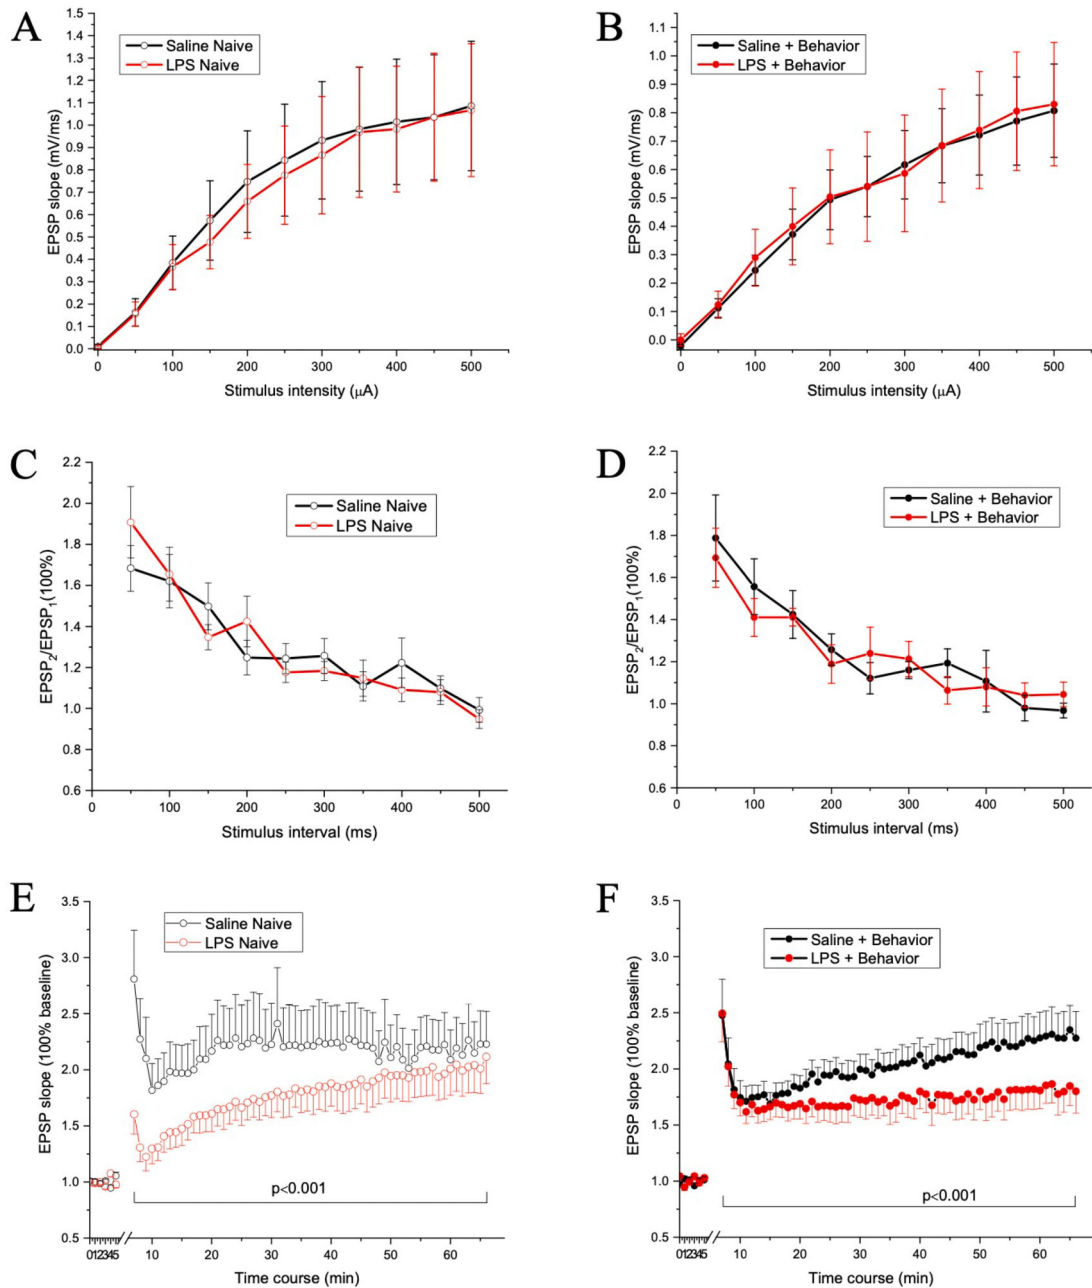 A
Saline Naive
LPS Naive
EPSP slope (mV/ms)
1.5
1.4
1.3
1.2
1.1
1.0
0.9
0.8
0.7
0.6
0.5
0.4
0.3
0.2
0.1
0.0
0 100 200 300 400 500
Stimulus intensity (μA)
B
Saline + Behavior
LPS + Behavior
EPSP slope (mV/ms)
1.1
1.0
0.9
0.8
0.7
0.6
0.5
0.4
0.3
0.2
0.1
0.0
0 100 200 300 400 500
Stimulus intensity (μA)
C
Saline Naive
LPS Naive
EPSP2/EPSP1(100%)
2.2
2.0
1.8
1.6
1.4
1.2
1.0
0.8
0.6
0 100 200 300 400 500
Stimulus interval (ms)
D
Saline + Behavior
LPS + Behavior
EPSP2/EPSP1(100%)
2.2
2.0
1.8
1.6
1.4
1.2
1.0
0.8
0.6
0 100 200 300 400 500
Stimulus interval (ms)
E
Saline Naive
LPS Naive
EPSP slope (100% baseline)
3.5
3.0
2.5
2.0
1.5
1.0
0.5
p<0.001
012345 10 20 30 40 50 60
Time course (min)
F
Saline + Behavior
LPS + Behavior
EPSP slope (100% baseline)
3.5
3.0
2.5
2.0
1.5
1.0
0.5
p<0.001
012345 10 20 30 40 50 60
Time course (min)